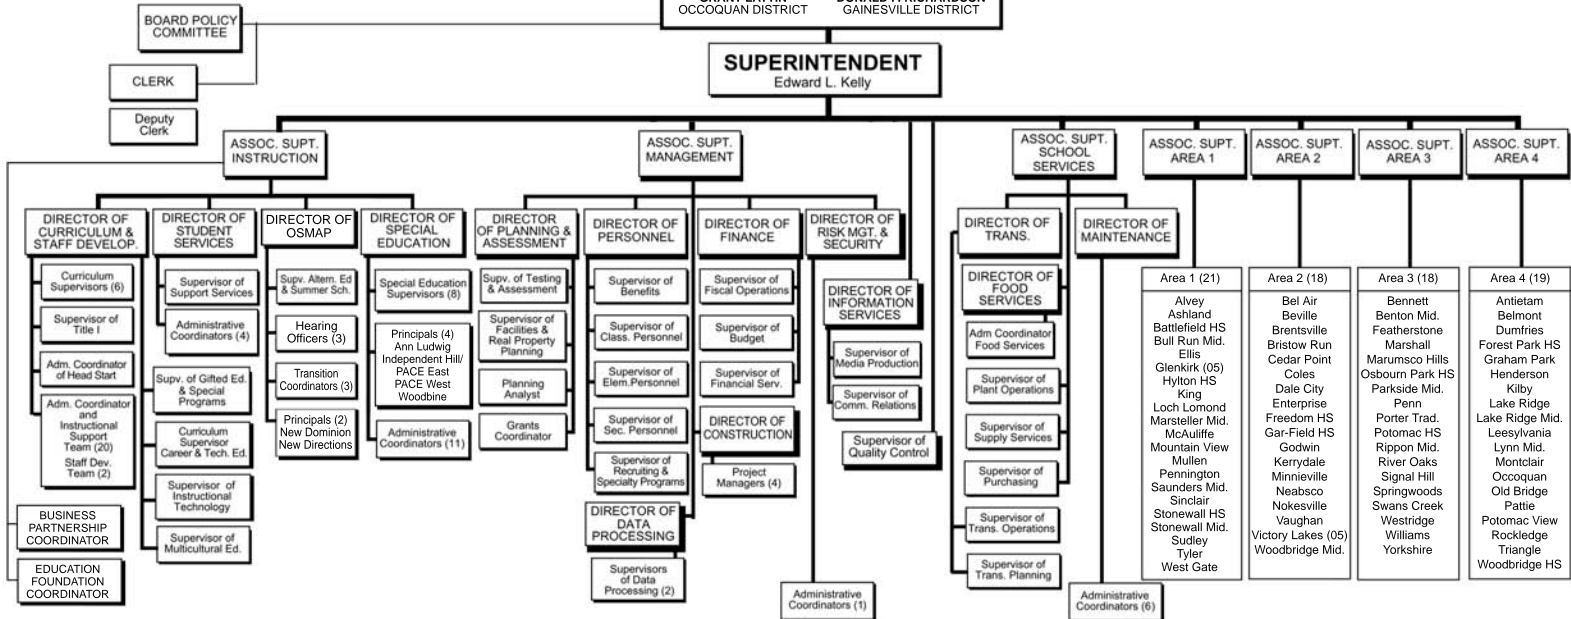 OCCOQUAN DISTRICT
DONALD H RICHARDSON
GAINESVILLE DISTRICT
BOARD POLICY
COMMITTEE
CLERK
Deputy
Clerk
SUPERINTENDENT
Edward L. Kelly
ASSOC. SUPT.
INSTRUCTION
ASSOC. SUPT.
MANAGEMENT
ASSOC. SUPT.
SCHOOL
SERVICES
ASSOC. SUPT.
AREA 1
ASSOC. SUPT.
AREA 2
ASSOC. SUPT.
AREA 3
ASSOC. SUPT.
AREA 4
DIRECTOR OF
CURRICULUM &
STAFF DEVELOP.
Curriculum
Supervisors (6)
Supervisor of
Title I
Adm. Coordinator
of Head Start
Adm. Coordinator
and
Instructional
Support
Team (20)
Staff Dev.
Team (2)
BUSINESS
PARTNERSHIP
COORDINATOR
EDUCATION
FOUNDATION
COORDINATOR
DIRECTOR OF
STUDENT
SERVICES
Supervisor of
Support Services
Administrative
Coordinators (4)
Supv. of Gifted Ed.
& Special
Programs
Curriculum
Supervisor
Career & Tech. Ed.
Supervisor of
Instructional
Technology
Supervisor of
Multicultural Ed.
DIRECTOR OF
OSMAP
Supv. Altern. Ed
& Summer Sch.
Hearing
Officers (3)
Transition
Coordinators (3)
Principals (2)
New Dominion
New Directions
DIRECTOR OF
SPECIAL
EDUCATION
Special Education
Supervisors (8)
Principals (4)
Ann Ludwig
Independent Hill/
PACE East
PACE West
Woodbine
Administrative
Coordinators (11)
DIRECTOR
OF PLANNING &
ASSESSMENT
Supv. of Testing
& Assessment
Supervisor of
Facilities &
Real Property
Planning
Planning
Analyst
Grants
Coordinator
DIRECTOR OF
PERSONNEL
Supervisor of
Benefits
Supervisor of
Class. Personnel
Supervisor of
Elem.Personnel
Supervisor of
Sec. Personnel
Supervisor of
Recruiting &
Specialty Programs
DIRECTOR OF
DATA
PROCESSING
Supervisors
of Data
Processing (2)
DIRECTOR OF
FINANCE
Supervisor of
Fiscal Operations
Supervisor of
Budget
Supervisor of
Financial Serv.
DIRECTOR OF
CONSTRUCTION
Project
Managers (4)
DIRECTOR OF
RISK MGT. &
SECURITY
Administrative
Coordinators (1)
DIRECTOR OF
INFORMATION
SERVICES
Supervisor of
Media Production
Supervisor of
Comm. Relations
Supervisor of
Quality Control
DIRECTOR OF
TRANS.
DIRECTOR OF
FOOD
SERVICES
Adm Coordinator
Food Services
Supervisor of
Plant Operations
Supervisor of
Supply Services
Supervisor of
Purchasing
Supervisor of
Trans. Operations
Supervisor of
Trans. Planning
DIRECTOR OF
MAINTENANCE
Administrative
Coordinators (6)
Area 1 (21)
Alvey
Ashland
Battlefield HS
Bull Run Mid.
Ellis
Glenkirk (05)
Hylton HS
King
Loch Lomond
Marsteller Mid.
McAuliffe
Mountain View
Mullen
Pennington
Saunders Mid.
Sinclair
Stonewall HS
Stonewall Mid.
Sudley
Tyler
West Gate
Area 2 (18)
Bel Air
Beville
Brentsville
Bristow Run
Cedar Point
Coles
Dale City
Enterprise
Freedom HS
Gar-Field HS
Godwin
Kerrydale
Minnieville
Neabsco
Nokesville
Vaughan
Victory Lakes (05)
Woodbridge Mid.
Area 3 (18)
Bennett
Benton Mid.
Featherstone
Marshall
Marumsco Hills
Osbourn Park HS
Parkside Mid.
Penn
Porter Trad.
Potomac HS
Rippon Mid.
River Oaks
Signal Hill
Springwoods
Swans Creek
Westridge
Williams
Yorkshire
Area 4 (19)
Antietam
Belmont
Dumfries
Forest Park HS
Graham Park
Henderson
Kilby
Lake Ridge
Lake Ridge Mid.
Leesylvania
Lynn Mid.
Montclair
Occoquan
Old Bridge
Pattie
Potomac View
Rockledge
Triangle
Woodbridge HS